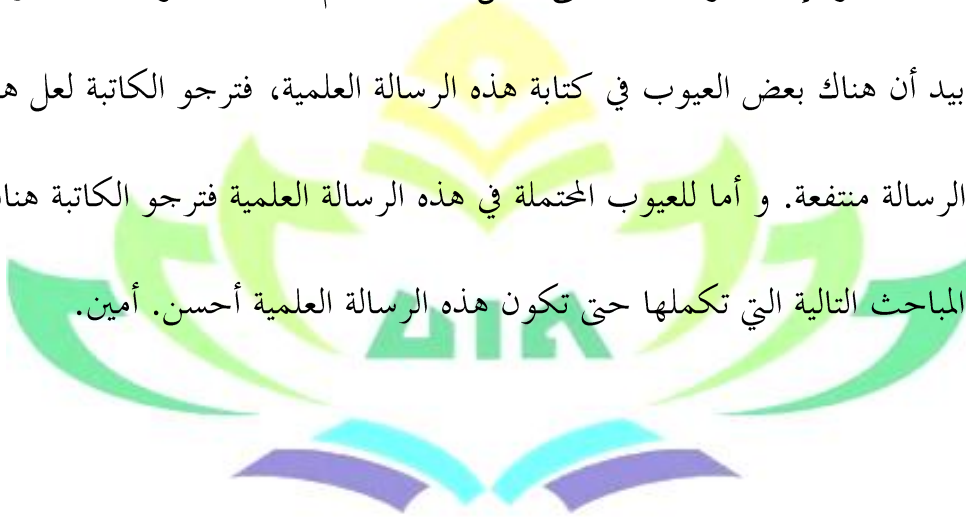 بيد أن هناك بعض العيوب في كتابة هذه الرسالة العلمية، فترجو الكاتبة لعل
الرسالة منتفعة. و أما للعيوب المحتملة في هذه الرسالة العلمية فترجو الكاتبة
المباحث التالية التي تكملها حتى تكون هذه الرسالة العلمية أحسن. أمين.